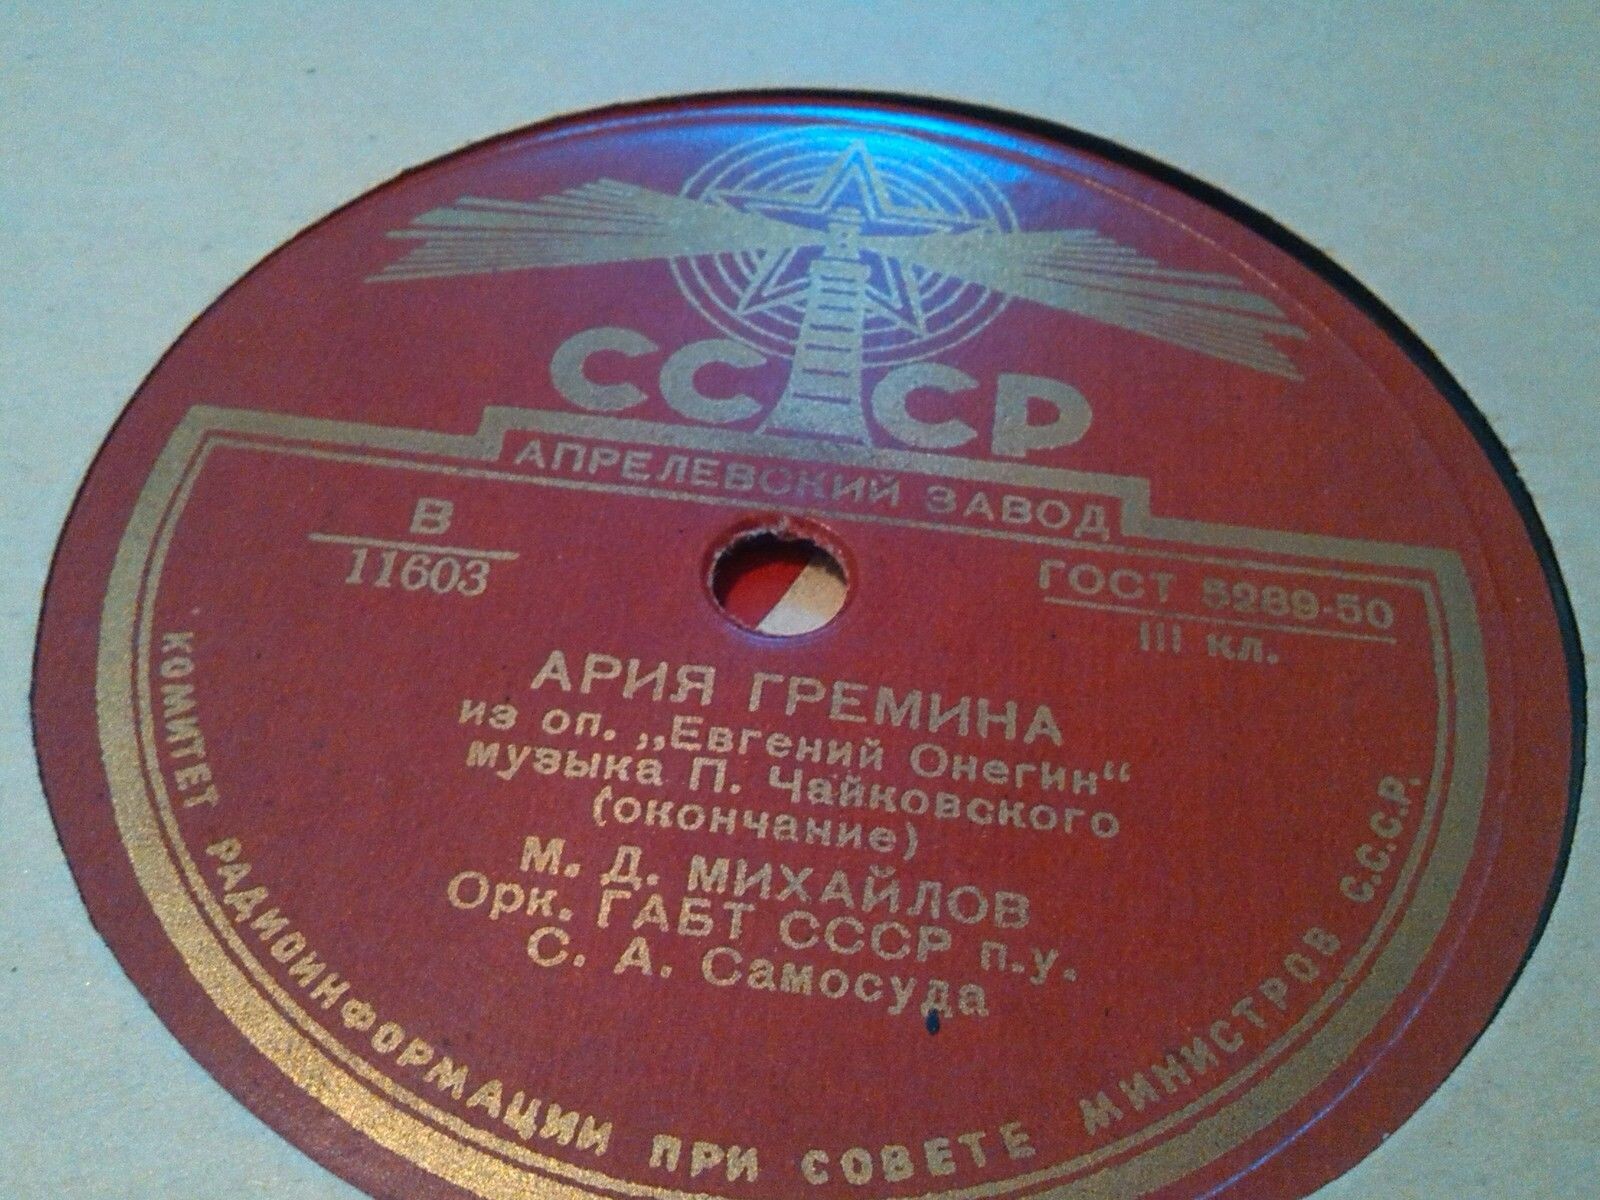 СССР
АПРЕЛЕВСКИЙ ЗАВОД
В
11603
ГОСТ 5289-50
III кл.
АРИЯ ГРЕМИНА
из оп. „Евгений Онегин“
музыка П. Чайковского
(окончание)
М. Д. МИХАЙЛОВ
Орк. ГАБТ СССР п.у.
С. А. Самосуда
КОМИТЕТ РАДИОИНФОРМАЦИИ ПРИ СОВЕТЕ МИНИСТРОВ С.С.С.Р.